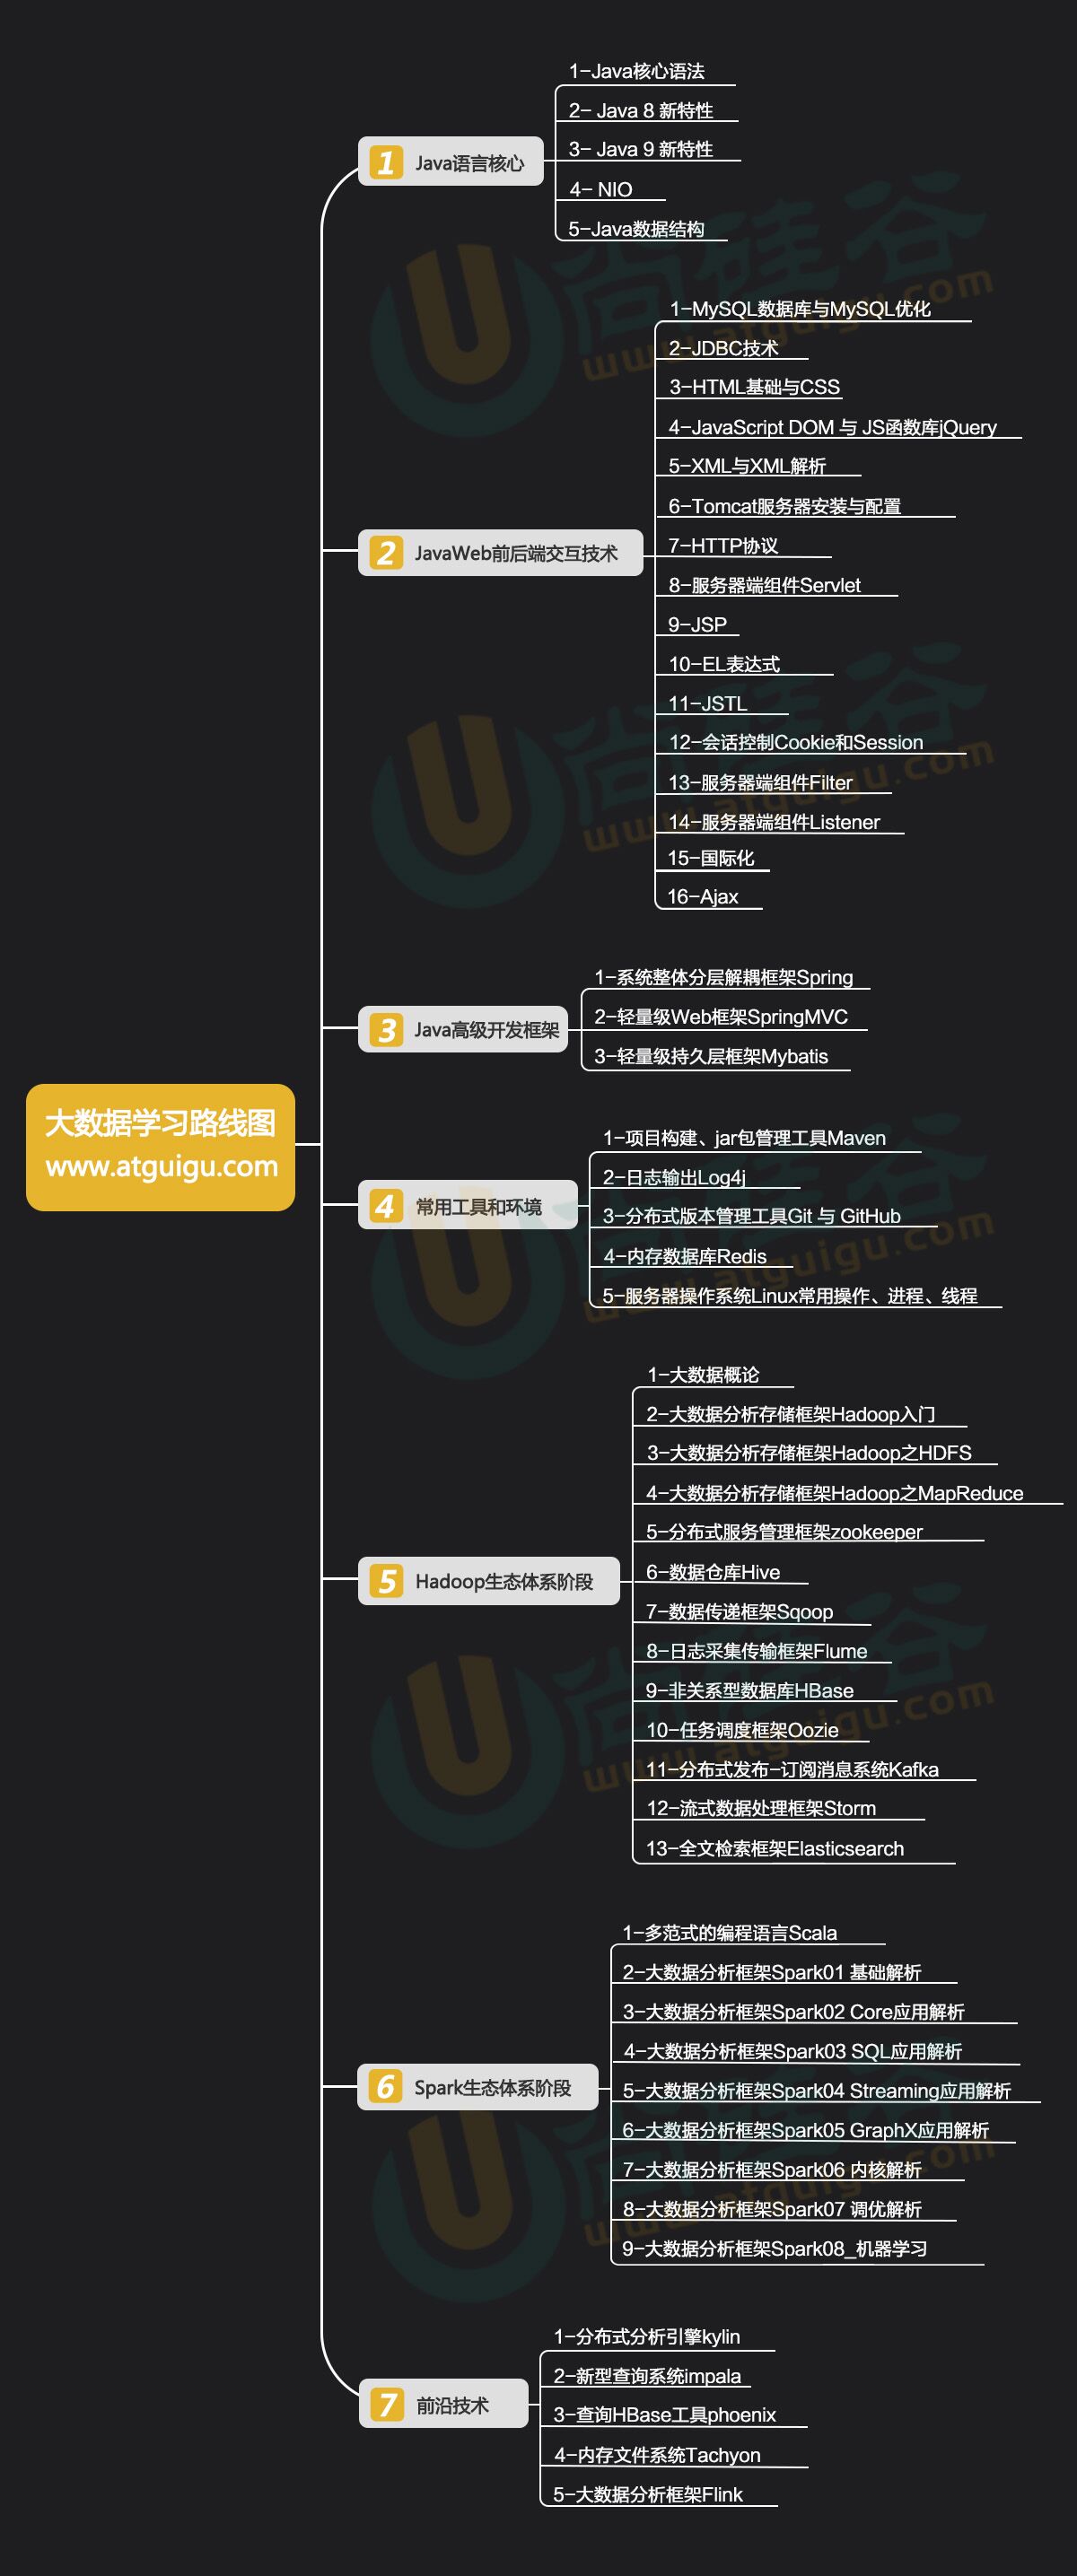 大数据学习路线图
www.atguigu.com
1 Java语言核心
1-Java核心语法
2- Java 8 新特性
3- Java 9 新特性
4- NIO
5-Java数据结构
2 JavaWeb前后端交互技术
1-MySQL数据库与MySQL优化
2-JDBC技术
3-HTML基础与CSS
4-JavaScript DOM 与 JS函数库jQuery
5-XML与XML解析
6-Tomcat服务器安装与配置
7-HTTP协议
8-服务器端组件Servlet
9-JSP
10-EL表达式
11-JSTL
12-会话控制Cookie和Session
13-服务器端组件Filter
14-服务器端组件Listener
15-国际化
16-Ajax
3 Java高级开发框架
1-系统整体分层解耦框架Spring
2-轻量级Web框架SpringMVC
3-轻量级持久层框架Mybatis
4 常用工具和环境
1-项目构建、jar包管理工具Maven
2-日志输出Log4j
3-分布式版本管理工具Git 与 GitHub
4-内存数据库Redis
5-服务器操作系统Linux常用操作、进程、线程
5 Hadoop生态体系阶段
1-大数据概论
2-大数据分析存储框架Hadoop入门
3-大数据分析存储框架Hadoop之HDFS
4-大数据分析存储框架Hadoop之MapReduce
5-分布式服务管理框架zookeeper
6-数据仓库Hive
7-数据传递框架Sqoop
8-日志采集传输框架Flume
9-非关系型数据库HBase
10-任务调度框架Oozie
11-分布式发布-订阅消息系统Kafka
12-流式数据处理框架Storm
13-全文检索框架Elasticsearch
6 Spark生态体系阶段
1-多范式的编程语言Scala
2-大数据分析框架Spark01 基础解析
3-大数据分析框架Spark02 Core应用解析
4-大数据分析框架Spark03 SQL应用解析
5-大数据分析框架Spark04 Streaming应用解析
6-大数据分析框架Spark05 GraphX应用解析
7-大数据分析框架Spark06 内核解析
8-大数据分析框架Spark07 调优解析
9-大数据分析框架Spark08_机器学习
7 前沿技术
1-分布式分析引擎kylin
2-新型查询系统impala
3-查询HBase工具phoenix
4-内存文件系统Tachyon
5-大数据分析框架Flink
尚硅谷
www.atguigu.com
尚硅谷
www.atguigu.com
尚硅谷
www.atguigu.com
尚硅谷
www.atguigu.com
尚硅谷
www.atguigu.com